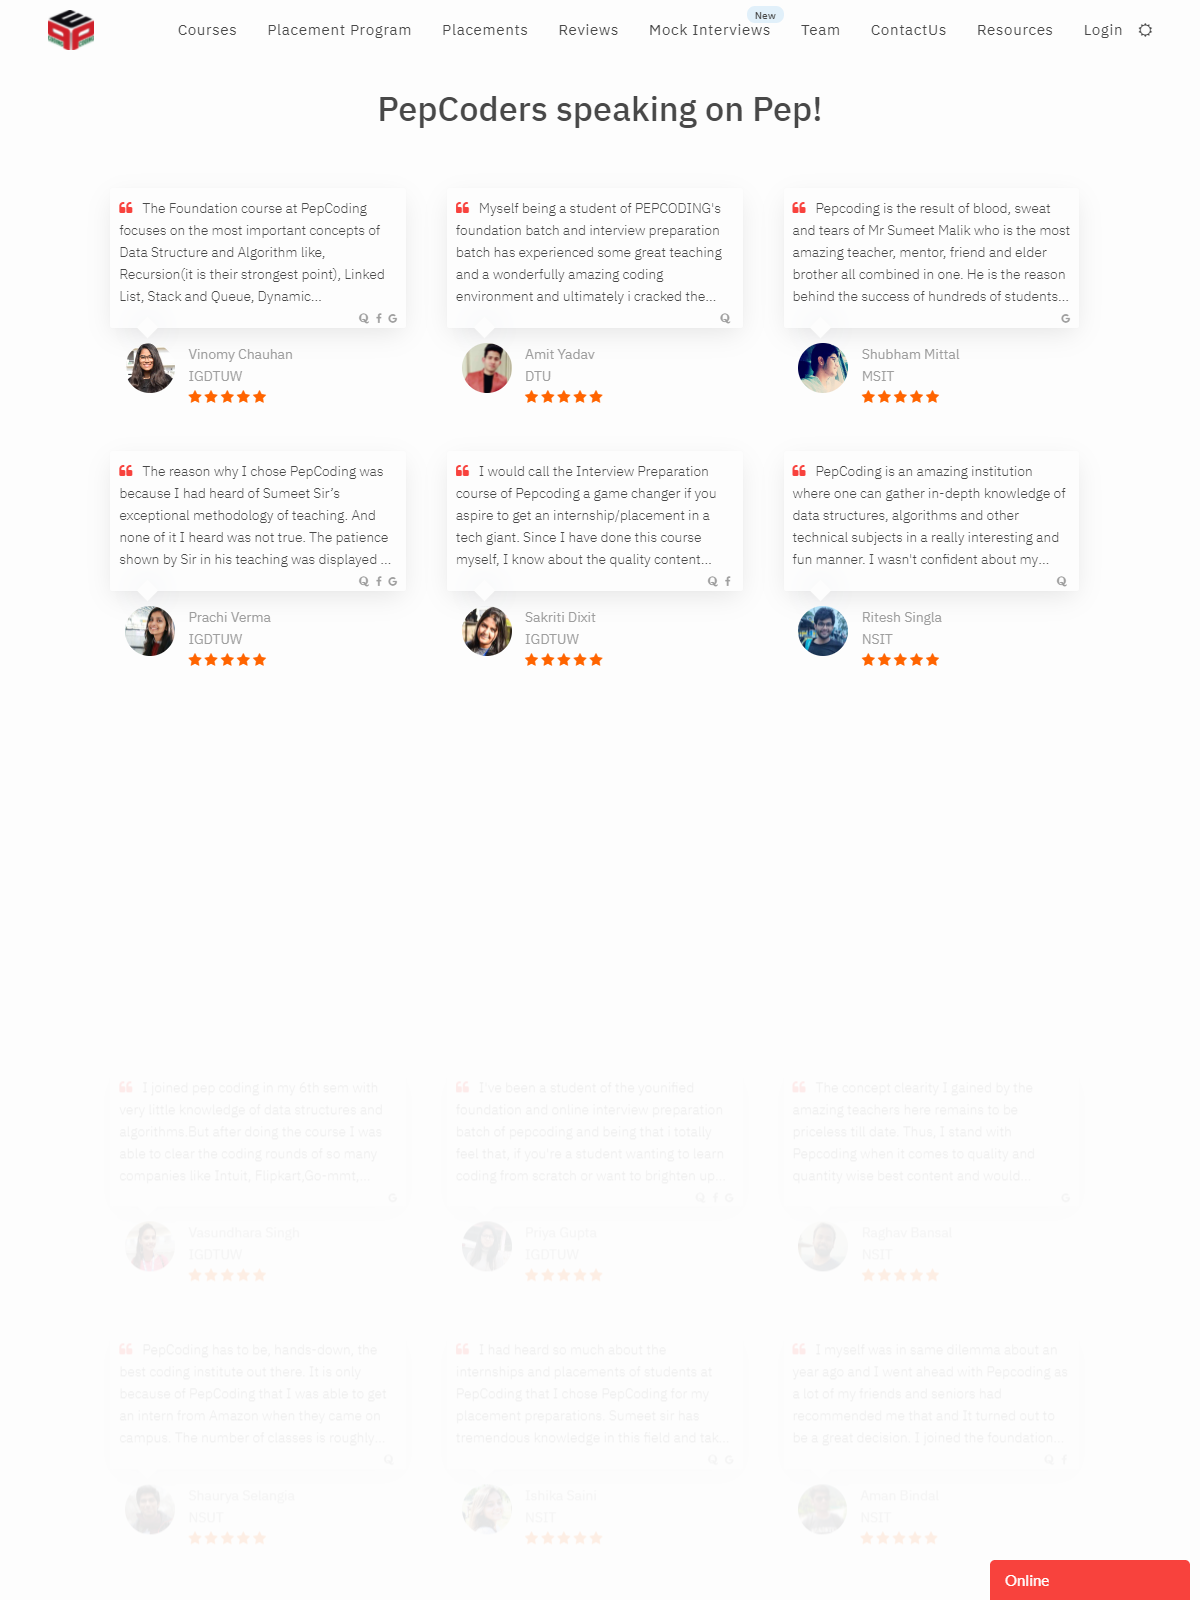 Courses Placement Program Placements Reviews Mock Interviews New Team ContactUs Resources Login
PepCoders speaking on Pep!
The Foundation course at PepCoding
focuses on the most important concepts of
Data Structure and Algorithm like,
Recursion(it is their strongest point), Linked
List, Stack and Queue, Dynamic...
Vinomy Chauhan
IGDTUW
Myself being a student of PEPCODING's
foundation batch and interview preparation
batch has experienced some great teaching
and a wonderfully amazing coding
environment and ultimately i cracked the...
Amit Yadav
DTU
Pepcoding is the result of blood, sweat
and tears of Mr Sumeet Malik who is the most
amazing teacher, mentor, friend and elder
brother all combined in one. He is the reason
behind the success of hundreds of students...
Shubham Mittal
MSIT
The reason why I chose PepCoding was
because I had heard of Sumeet Sir’s
exceptional methodology of teaching. And
none of it I heard was not true. The patience
shown by Sir in his teaching was displayed ...
Prachi Verma
IGDTUW
I would call the Interview Preparation
course of Pepcoding a game changer if you
aspire to get an internship/placement in a
tech giant. Since I have done this course
myself, I know about the quality content...
Sakriti Dixit
IGDTUW
PepCoding is an amazing institution
where one can gather in-depth knowledge of
data structures, algorithms and other
technical subjects in a really interesting and
fun manner. I wasn't confident about my...
Ritesh Singla
NSIT
I joined pep coding in my 6th sem with
very little knowledge of data structures and
algorithms.But after doing the course I was
able to clear the coding rounds of so many
companies like Intuit, Flipkart,Go-mmt,...
Vasundhara Singh
IGDTUW
I've been a student of the younified
foundation and online interview preparation
batch of pepcoding and being that i totally
feel that, if you're a student wanting to learn
coding from scratch or want to brighten up...
Priya Gupta
IGDTUW
The concept clarity I gained by the
amazing teachers here remains to be
priceless till date. Thus, I stand with
Pepcoding when it comes to quality and
quantity wise best content and would...
Raghav Bansal
NSIT
PepCoding has to be, hands-down, the
best coding institute out there. It is only
because of PepCoding that I was able to get
an intern from Amazon when they came on
campus. The number of classes is roughly...
Shaurya Selangia
NSUT
I had heard so much about the
internships and placements of students at
PepCoding that I chose PepCoding for my
placement preparations. Sumeet sir has
tremendous knowledge in this field and tak...
Ishika Saini
NSIT
I myself was in same dilemma about an
year ago and I went ahead with Pepcoding as
a lot of my friends and seniors had
recommended me that and It turned out to
be a great decision. I joined the foundation...
Aman Bindal
NSIT
Online